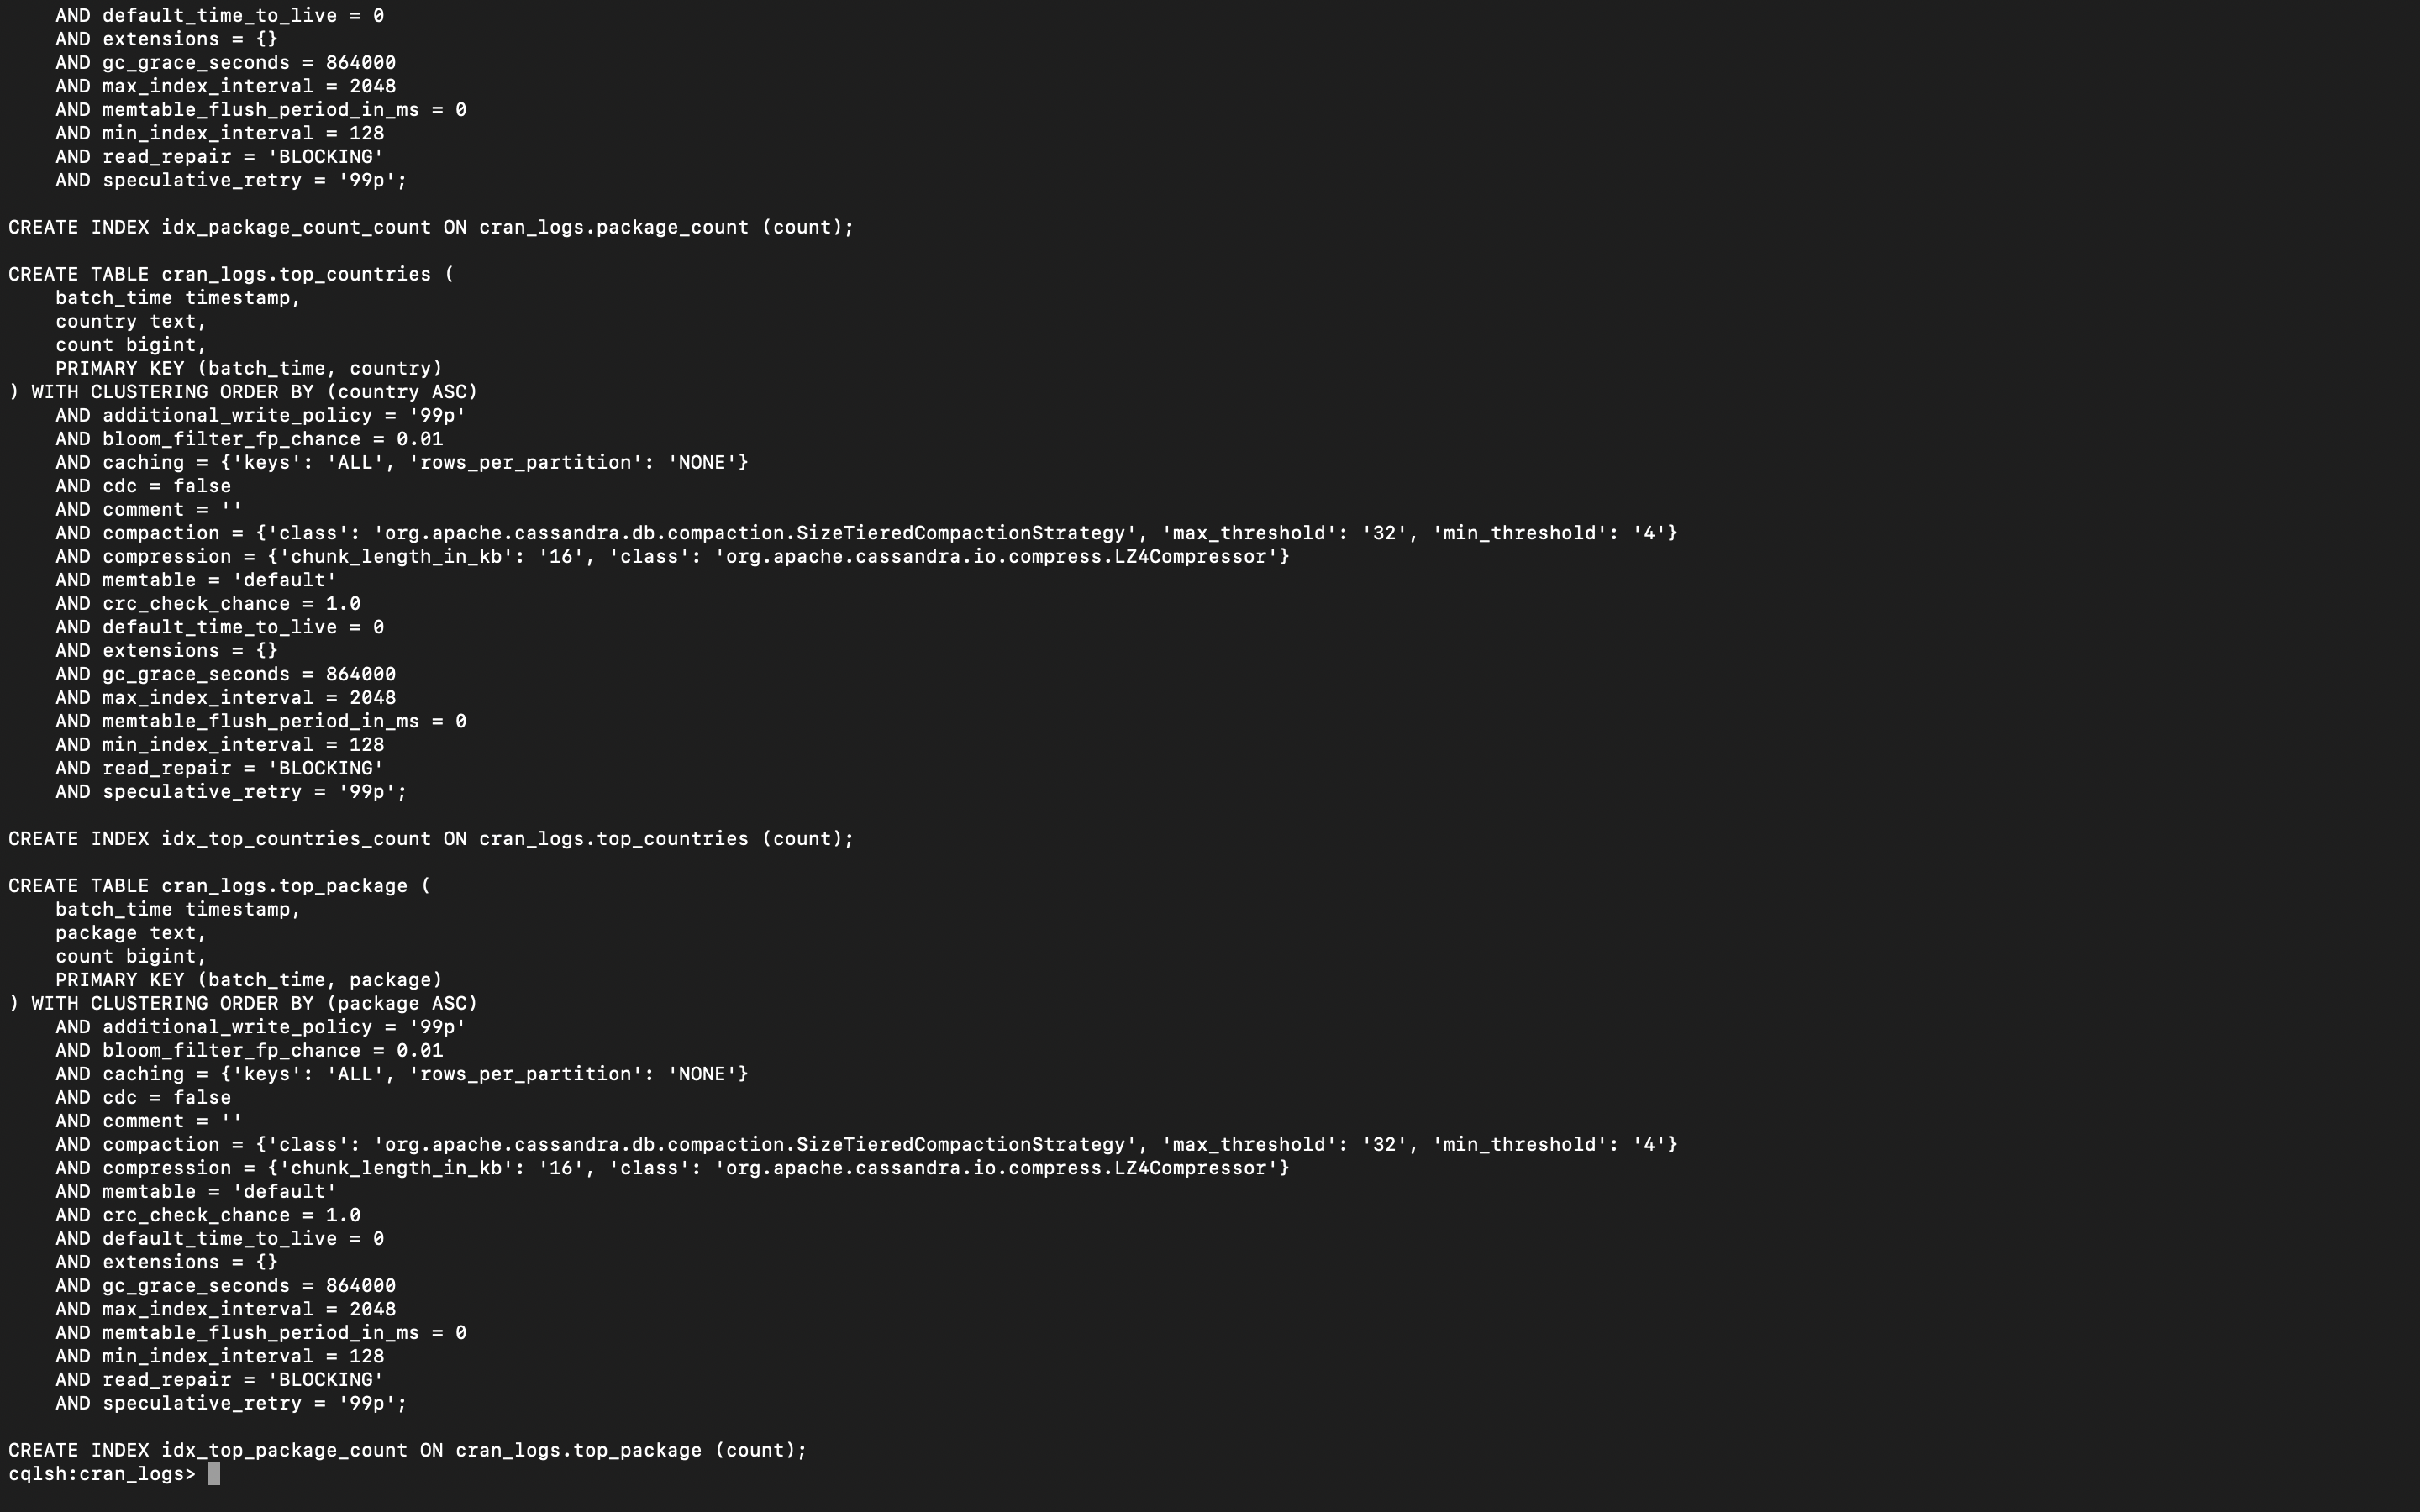 AND default_time_to_live = 0
    AND extensions = {}
    AND gc_grace_seconds = 864000
    AND max_index_interval = 2048
    AND memtable_flush_period_in_ms = 0
    AND min_index_interval = 128
    AND read_repair = 'BLOCKING'
    AND speculative_retry = '99p';

CREATE INDEX idx_package_count_count ON cran_logs.package_count (count);

CREATE TABLE cran_logs.top_countries (
    batch_time timestamp,
    country text,
    count bigint,
    PRIMARY KEY (batch_time, country)
) WITH CLUSTERING ORDER BY (country ASC)
    AND additional_write_policy = '99p'
    AND bloom_filter_fp_chance = 0.01
    AND caching = {'keys': 'ALL', 'rows_per_partition': 'NONE'}
    AND cdc = false
    AND comment = ''
    AND compaction = {'class': 'org.apache.cassandra.db.compaction.SizeTieredCompactionStrategy', 'max_threshold': '32', 'min_threshold': '4'}
    AND compression = {'chunk_length_in_kb': '16', 'class': 'org.apache.cassandra.io.compress.LZ4Compressor'}
    AND memtable = 'default'
    AND crc_check_chance = 1.0
    AND default_time_to_live = 0
    AND extensions = {}
    AND gc_grace_seconds = 864000
    AND max_index_interval = 2048
    AND memtable_flush_period_in_ms = 0
    AND min_index_interval = 128
    AND read_repair = 'BLOCKING'
    AND speculative_retry = '99p';

CREATE INDEX idx_top_countries_count ON cran_logs.top_countries (count);

CREATE TABLE cran_logs.top_package (
    batch_time timestamp,
    package text,
    count bigint,
    PRIMARY KEY (batch_time, package)
) WITH CLUSTERING ORDER BY (package ASC)
    AND additional_write_policy = '99p'
    AND bloom_filter_fp_chance = 0.01
    AND caching = {'keys': 'ALL', 'rows_per_partition': 'NONE'}
    AND cdc = false
    AND comment = ''
    AND compaction = {'class': 'org.apache.cassandra.db.compaction.SizeTieredCompactionStrategy', 'max_threshold': '32', 'min_threshold': '4'}
    AND compression = {'chunk_length_in_kb': '16', 'class': 'org.apache.cassandra.io.compress.LZ4Compressor'}
    AND memtable = 'default'
    AND crc_check_chance = 1.0
    AND default_time_to_live = 0
    AND extensions = {}
    AND gc_grace_seconds = 864000
    AND max_index_interval = 2048
    AND memtable_flush_period_in_ms = 0
    AND min_index_interval = 128
    AND read_repair = 'BLOCKING'
    AND speculative_retry = '99p';

CREATE INDEX idx_top_package_count ON cran_logs.top_package (count);
cqlsh:cran_logs>